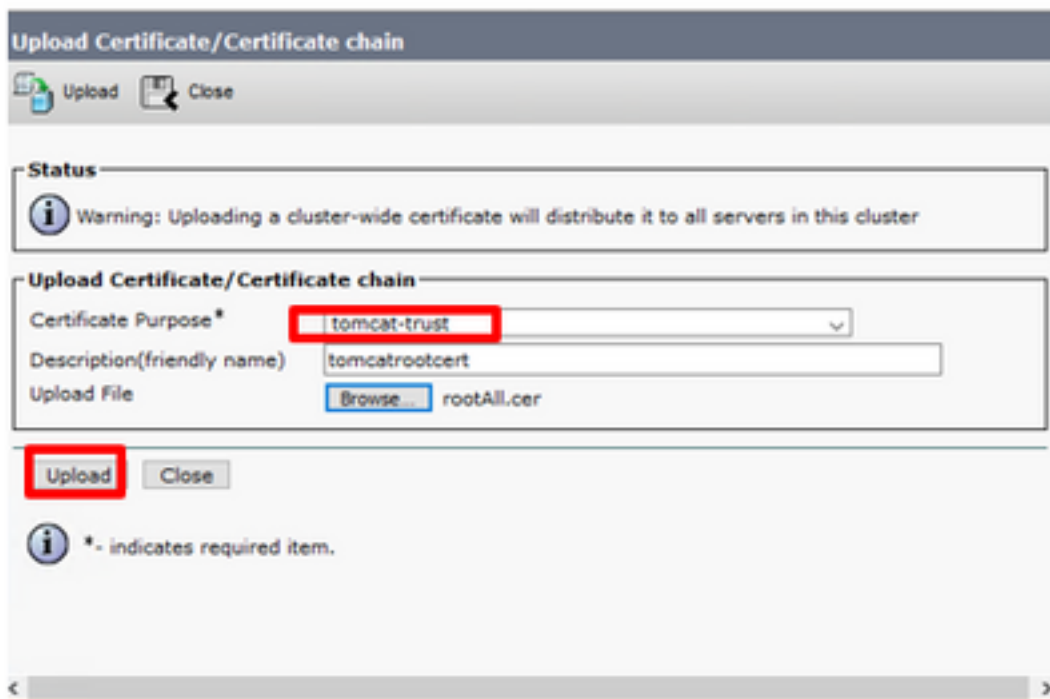 Upload Certificate/Certificate chain
Upload Close
Status
Warning: Uploading a cluster-wide certificate will distribute it to all servers in this cluster
Upload Certificate/Certificate chain
Certificate Purpose* tomcat-trust
Description(friendly name) tomcatrootcert
Upload File Browse... rootAll.cer
Upload Close
*- indicates required item.